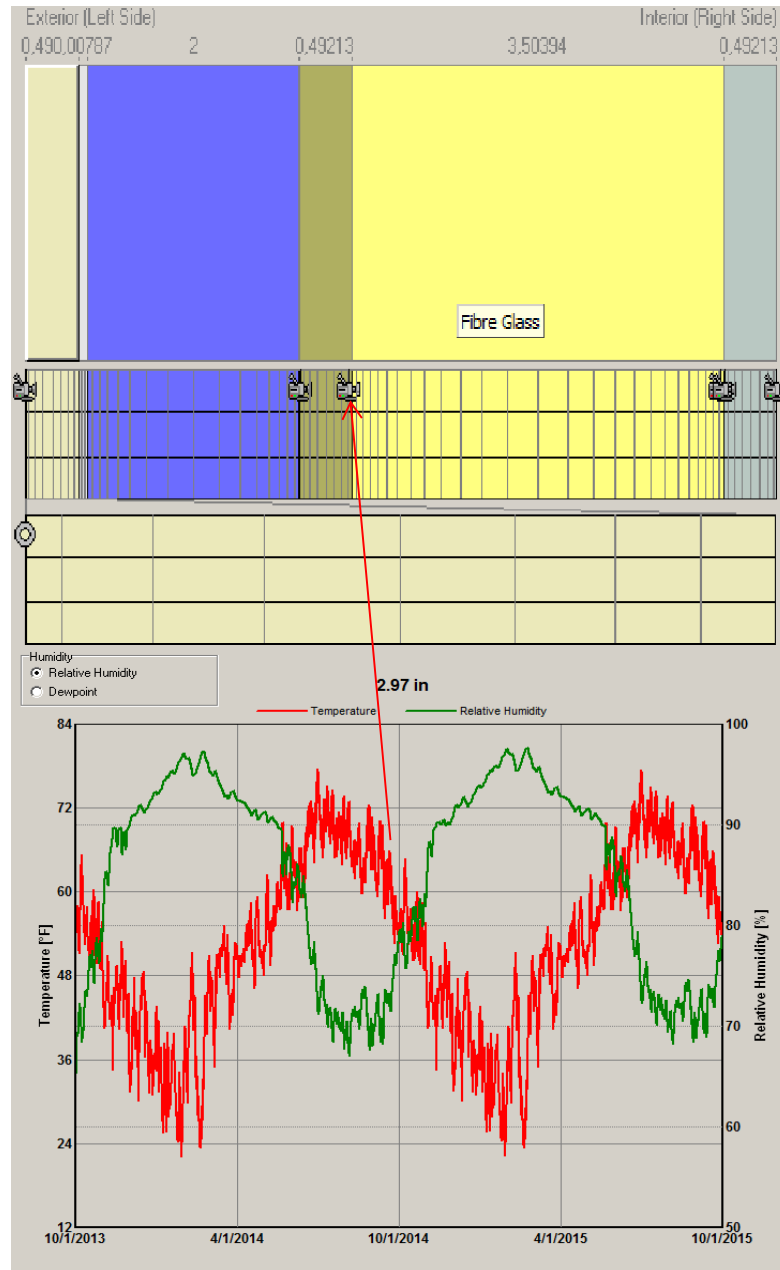 Exterior (Left Side) Interior (Right Side)
0,490,00787 2 0,49213 3,50394 0,49213
Fibre Glass
Humidity
Relative Humidity
Dewpoint
2.97 in
Temperature Relative Humidity
84 100
72 90
60 80
48 70
36 60
24
12 50
Temperature [°F]
Relative Humidity [%]
10/1/2013 4/1/2014 10/1/2014 4/1/2015 10/1/2015